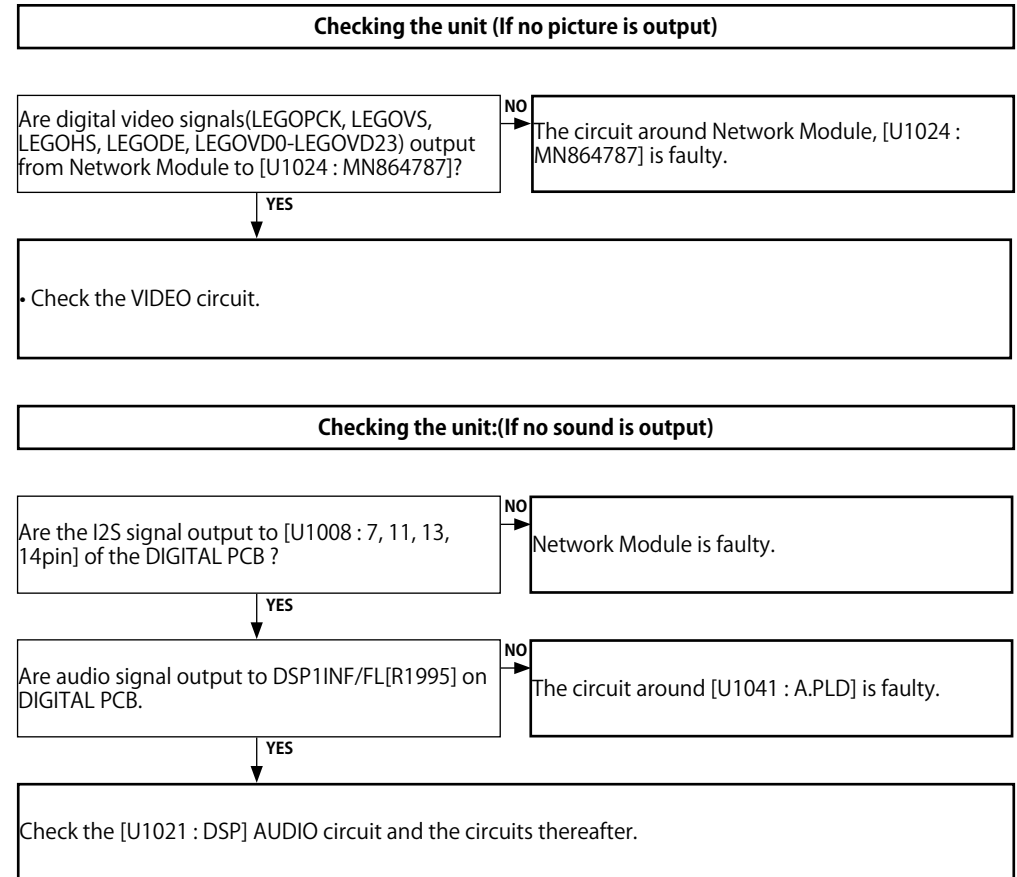 Checking the unit (If no picture is output)
Are digital video signals(LEGOPCK, LEGOVS,
LEGOHS, LEGODE, LEGOVD0-LEGOVD23) output
from Network Module to [U1024 : MN864787]?
NO
The circuit around Network Module, [U1024 :
MN864787] is faulty.
YES
• Check the VIDEO circuit.
Checking the unit:(If no sound is output)
Are the I2S signal output to [U1008 : 7, 11, 13,
14pin] of the DIGITAL PCB ?
NO
Network Module is faulty.
YES
Are audio signal output to DSP1INF/FL[R1995] on
DIGITAL PCB.
NO
The circuit around [U1041 : A.PLD] is faulty.
YES
Check the [U1021 : DSP] AUDIO circuit and the circuits thereafter.